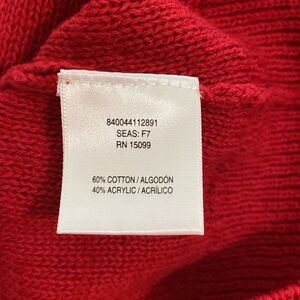 840044112891
SEAS: F7
RN 15099
60% COTTON / ALGODÓN
40% ACRYLIC / ACRÍLICO